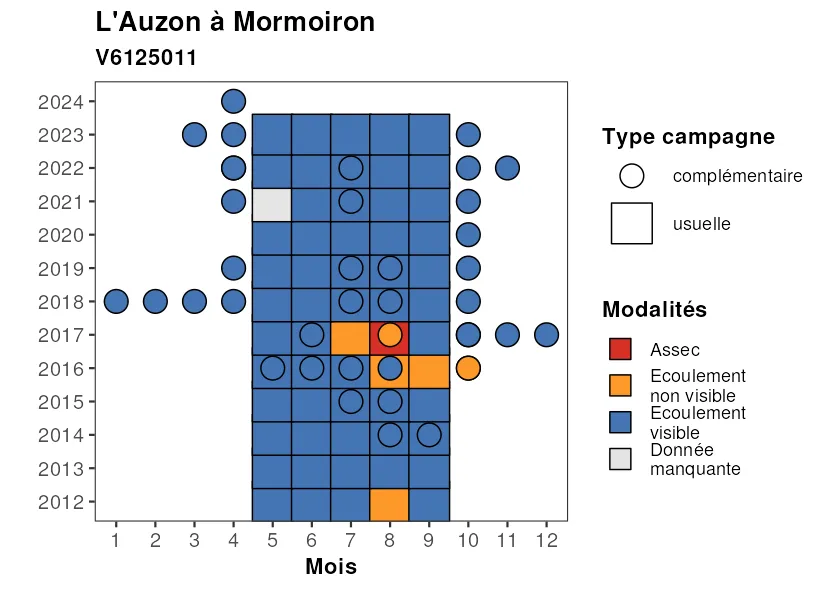 L'Auzon à Mormoiron
V6125011
2024
2023
2022
2021
2020
2019
2018
2017
2016
2015
2014
2013
2012
1 2 3 4 5 6 7 8 9 10 11 12
Mois
Type campagne
complémentaire
usuelle
Modalités
Assec
Ecoulement
non visible
Ecoulement
visible
Donnée
manquante